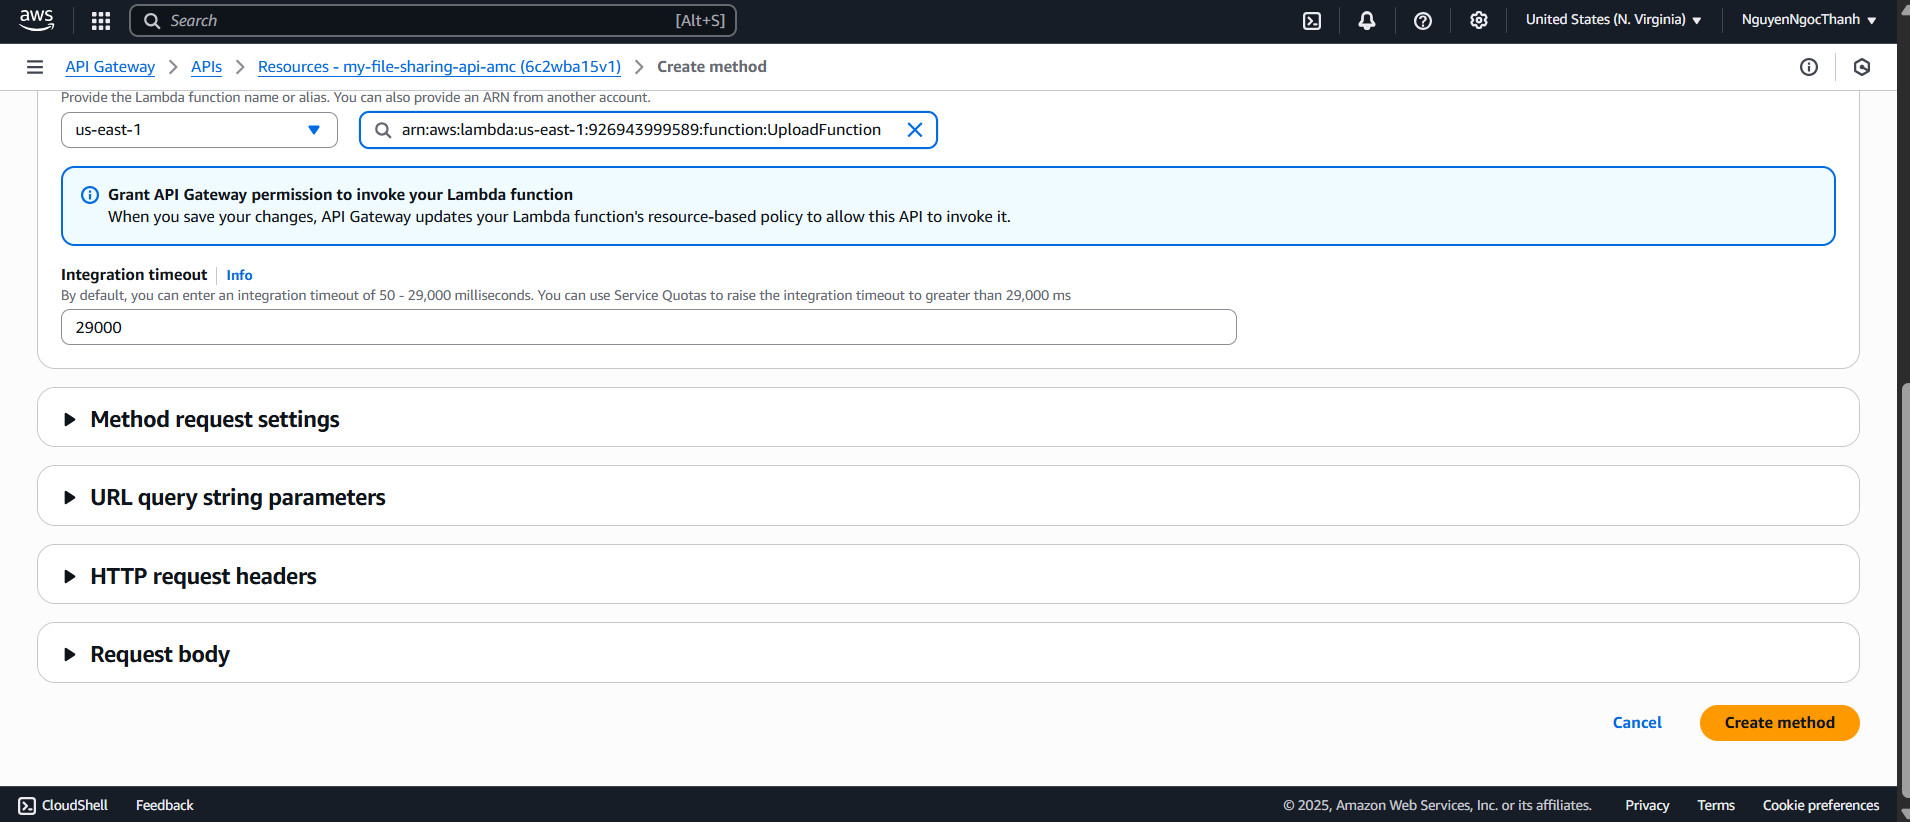 aws
Search [Alt+S]
United States (N. Virginia)
NguyenNgocThanh
API Gateway
APIs
Resources - my-file-sharing-api-amc (6c2wba15v1)
Create method
Provide the Lambda function name or alias. You can also provide an ARN from another account.
us-east-1
arn:aws:lambda:us-east-1:926943999589:function:UploadFunction
Grant API Gateway permission to invoke your Lambda function
When you save your changes, API Gateway updates your Lambda function's resource-based policy to allow this API to invoke it.
Integration timeout Info
By default, you can enter an integration timeout of 50 - 29,000 milliseconds. You can use Service Quotas to raise the integration timeout to greater than 29,000 ms
29000
Method request settings
URL query string parameters
HTTP request headers
Request body
Cancel
Create method
CloudShell
Feedback
© 2025, Amazon Web Services, Inc. or its affiliates.
Privacy
Terms
Cookie preferences